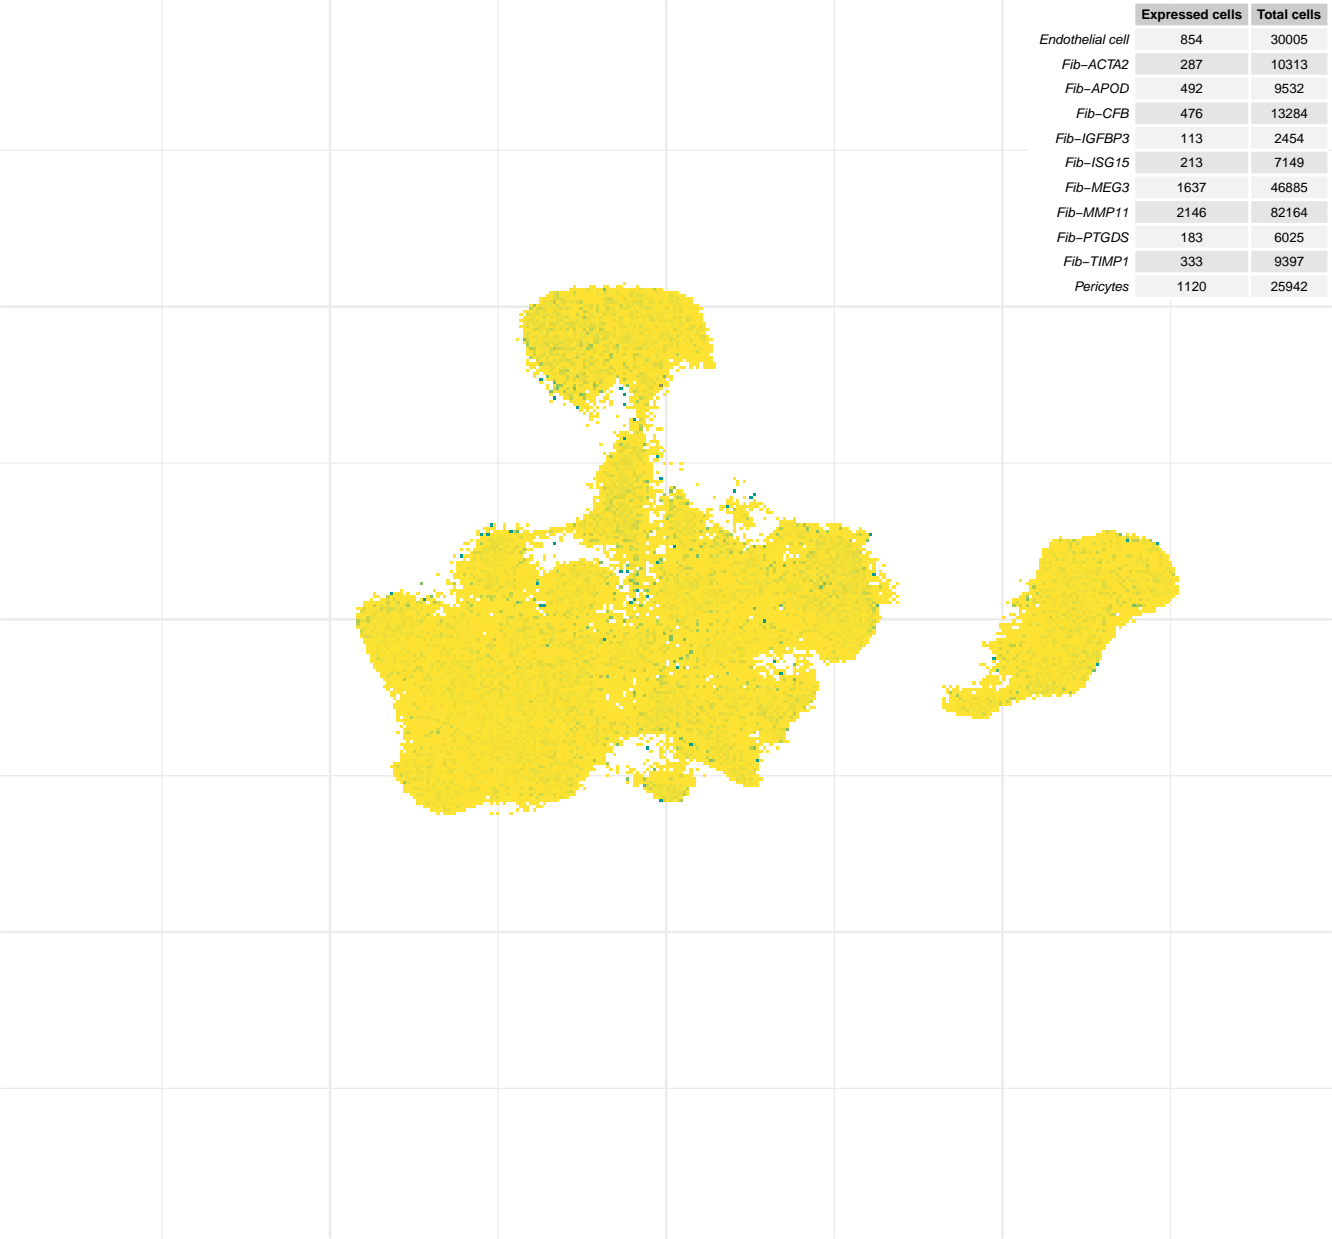 Expressed cells Total cells
Endothelial cell 854 30005
Fib−ACTA2 287 10313
Fib−APOD 492 9532
Fib−CFB 476 13284
Fib−IGFBP3 113 2454
Fib−ISG15 213 7149
Fib−MEG3 1637 46885
Fib−MMP11 2146 82164
Fib−PTGDS 183 6025
Fib−TIMP1 333 9397
Pericytes 1120 25942